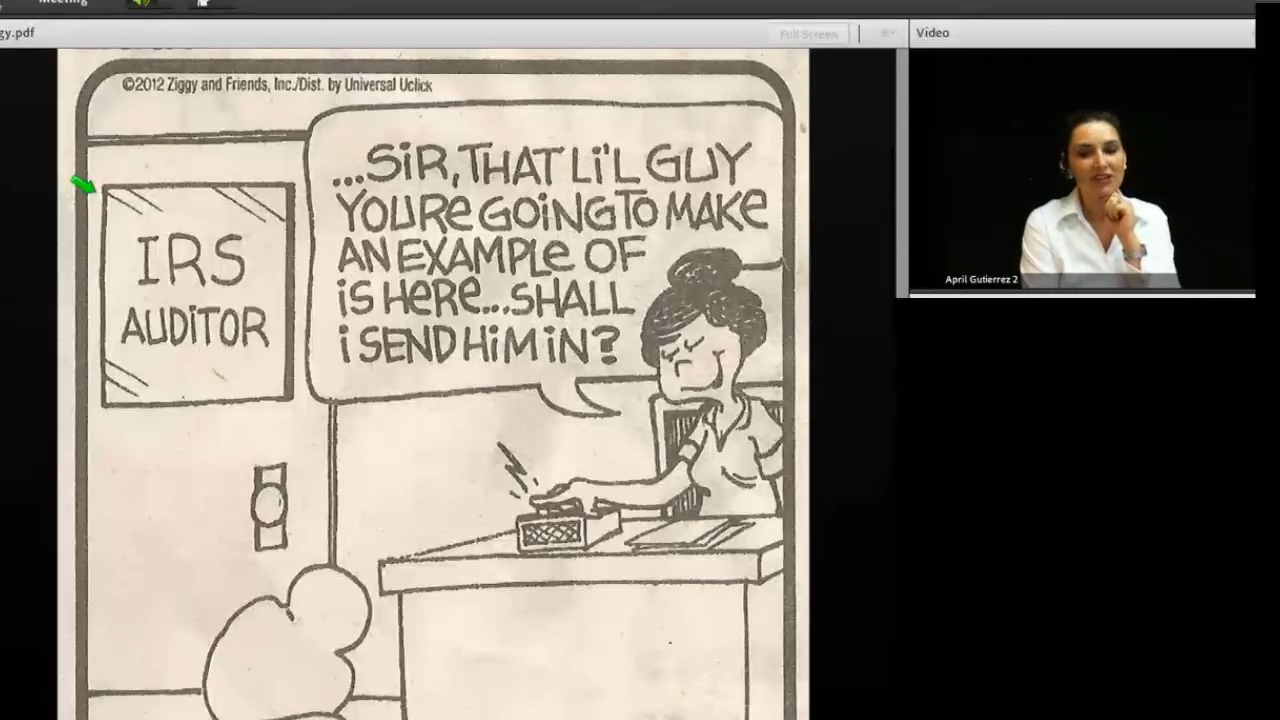 Meeting
gy.pdf
Full Screen
Video
©2012 Ziggy and Friends, Inc./Dist. by Universal Uclick
...SiR, THAT Li'L GUY
YOU'Re GOiNG TO MAKe
AN EXAMPLe OF
iS HeRe...SHALL
i SEND HiM iN?
IRS
AUDiTOR
April Gutierrez 2